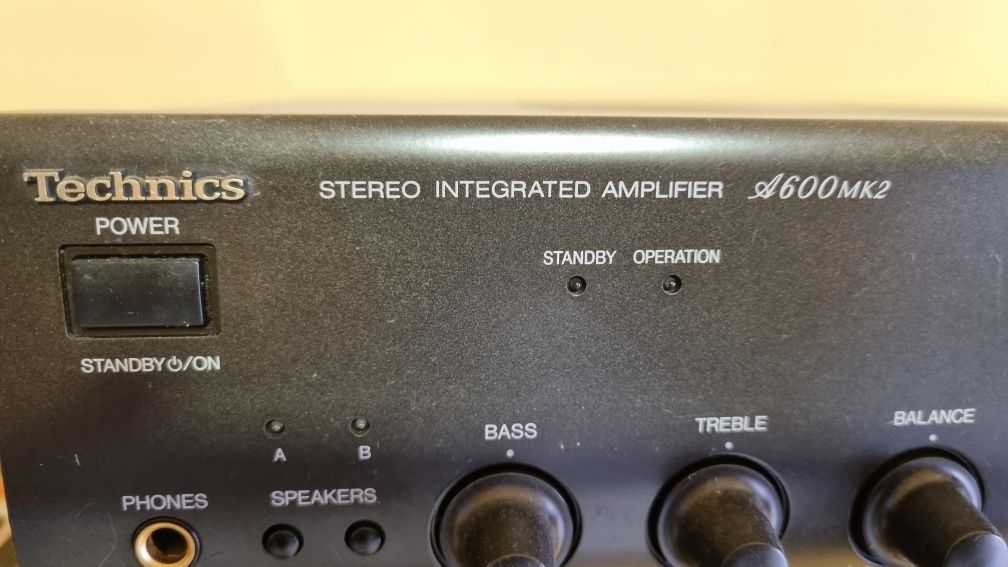 Technics STEREO INTEGRATED AMPLIFIER A600MK2
POWER
STANDBY OPERATION
STANDBY⏻/ON
BASS TREBLE BALANCE
A B
PHONES SPEAKERS